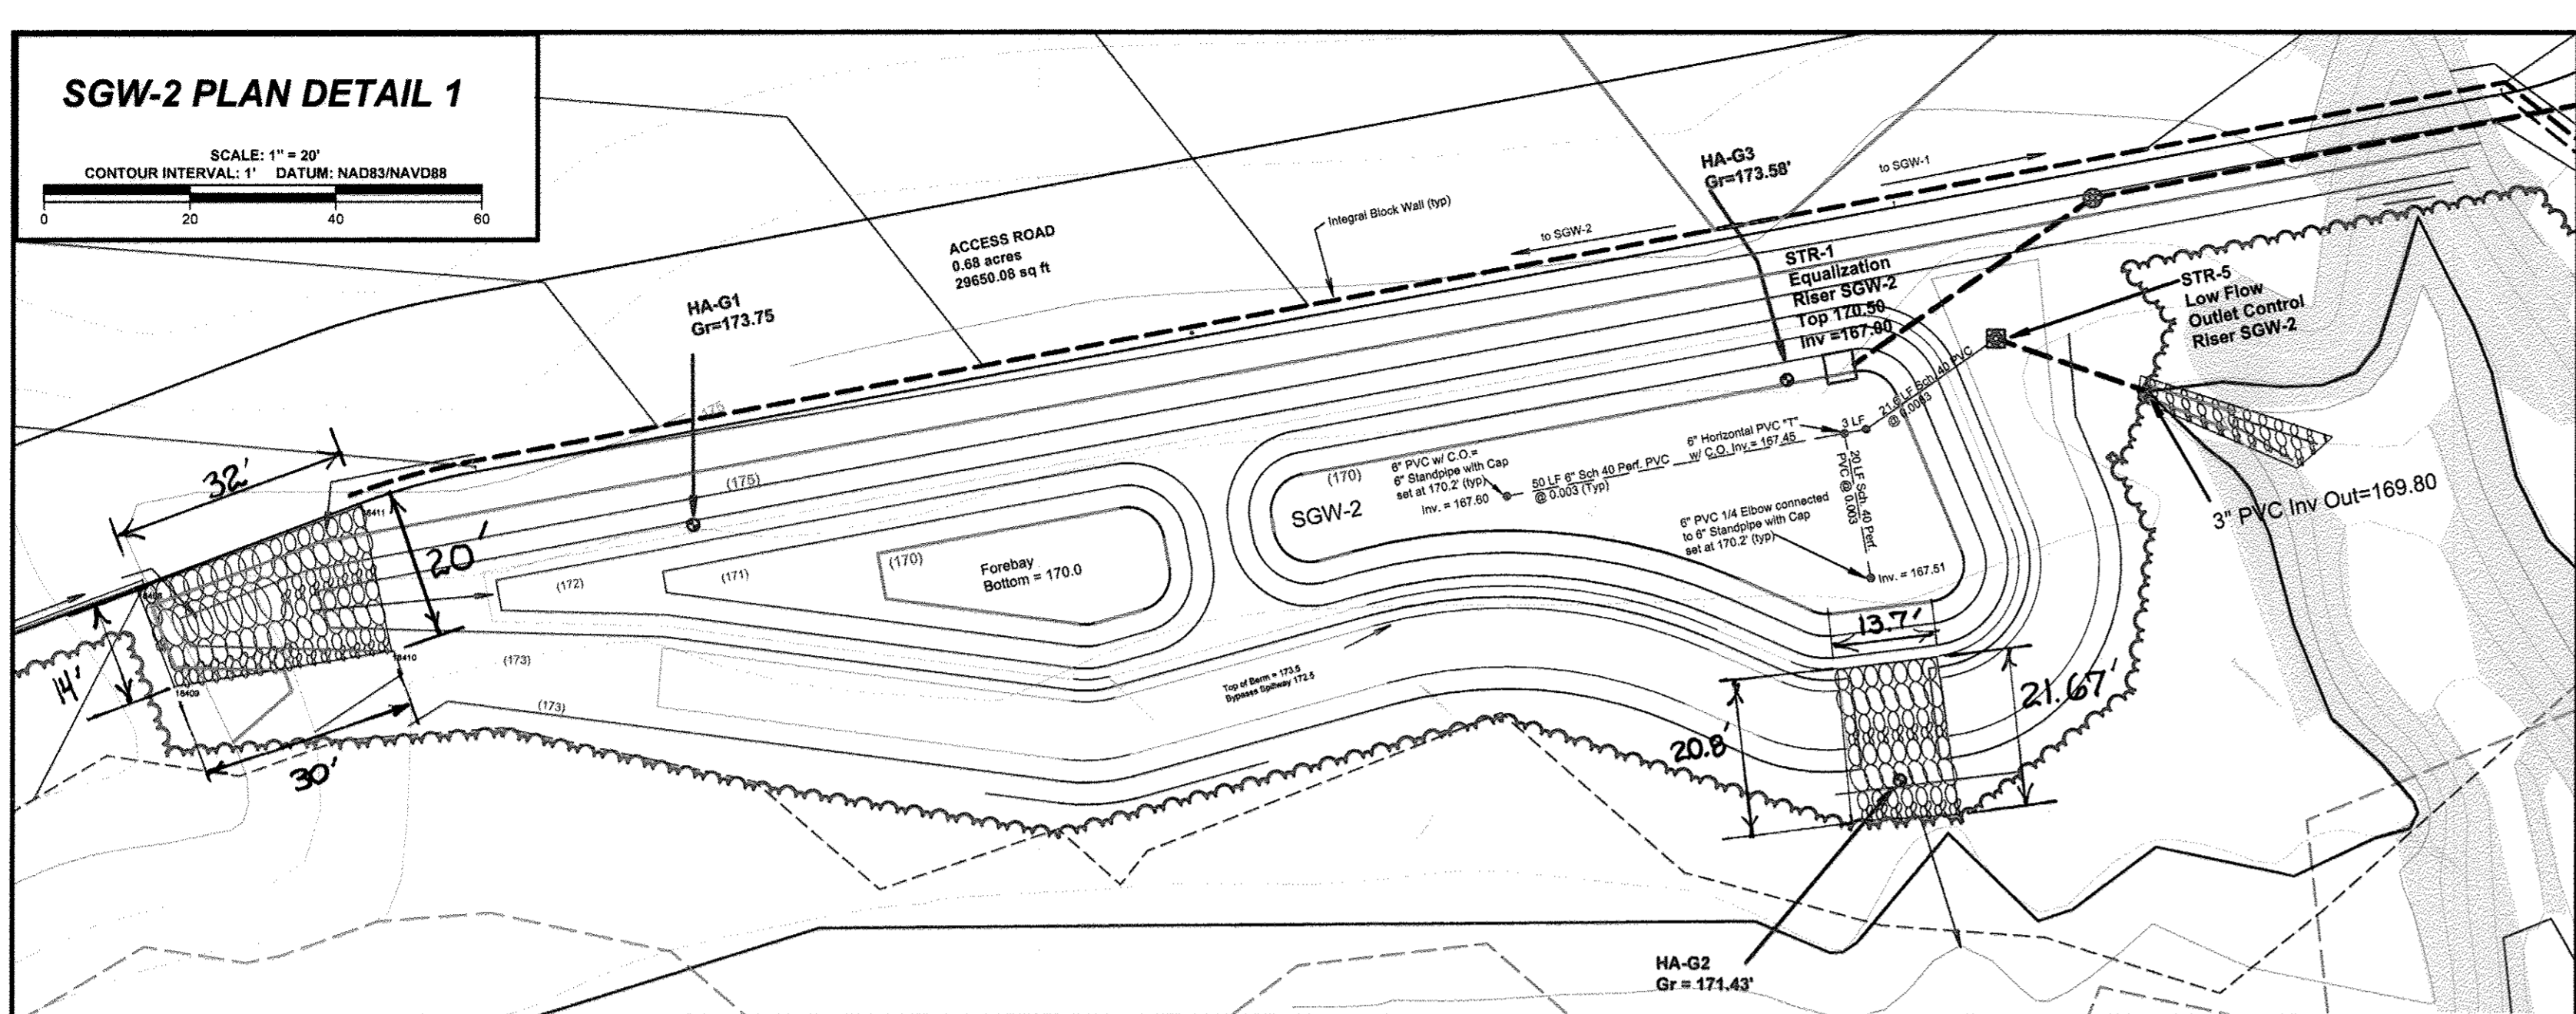 SGW-2 PLAN DETAIL 1
SCALE: 1" = 20'
CONTOUR INTERVAL: 1' DATUM: NAD83/NAVD88
0 20 40 60
ACCESS ROAD
0.68 acres
29650.08 sq ft
HA-G1
Gr=173.75
Integral Block Wall (typ)
to SGW-2
to SGW-1
HA-G3
Gr=173.58'
STR-1
Equalization
Riser SGW-2
Top 170.50
Inv =167.00
STR-5
Low Flow
Outlet Control
Riser SGW-2
3" PVC Inv Out=169.80
175
(175)
32'
20'
14'
30'
16411
16410
16409
(172)
(171)
(170)
Forebay
Bottom = 170.0
(173)
(173)
Top of Berm = 173.5
Bypass Spillway 172.5
(170)
SGW-2
6" PVC w/ C.O.=
6" Standpipe with Cap
set at 170.2' (typ)
Inv. = 167.60
50 LF 6" Sch 40 Perf. PVC
@ 0.003 (Typ)
6" Horizontal PVC "T"
w/ C.O. Inv.= 167.45
3 LF
21.6 LF Sch. 40 PVC
@ 0.0083
20 LF Sch. 40 Perf.
PVC @ 0.003
6" PVC 1/4 Elbow connected
to 6" Standpipe with Cap
set at 170.2' (typ)
Inv. = 167.51
13.7'
20.8'
21.67'
HA-G2
Gr = 171.43'